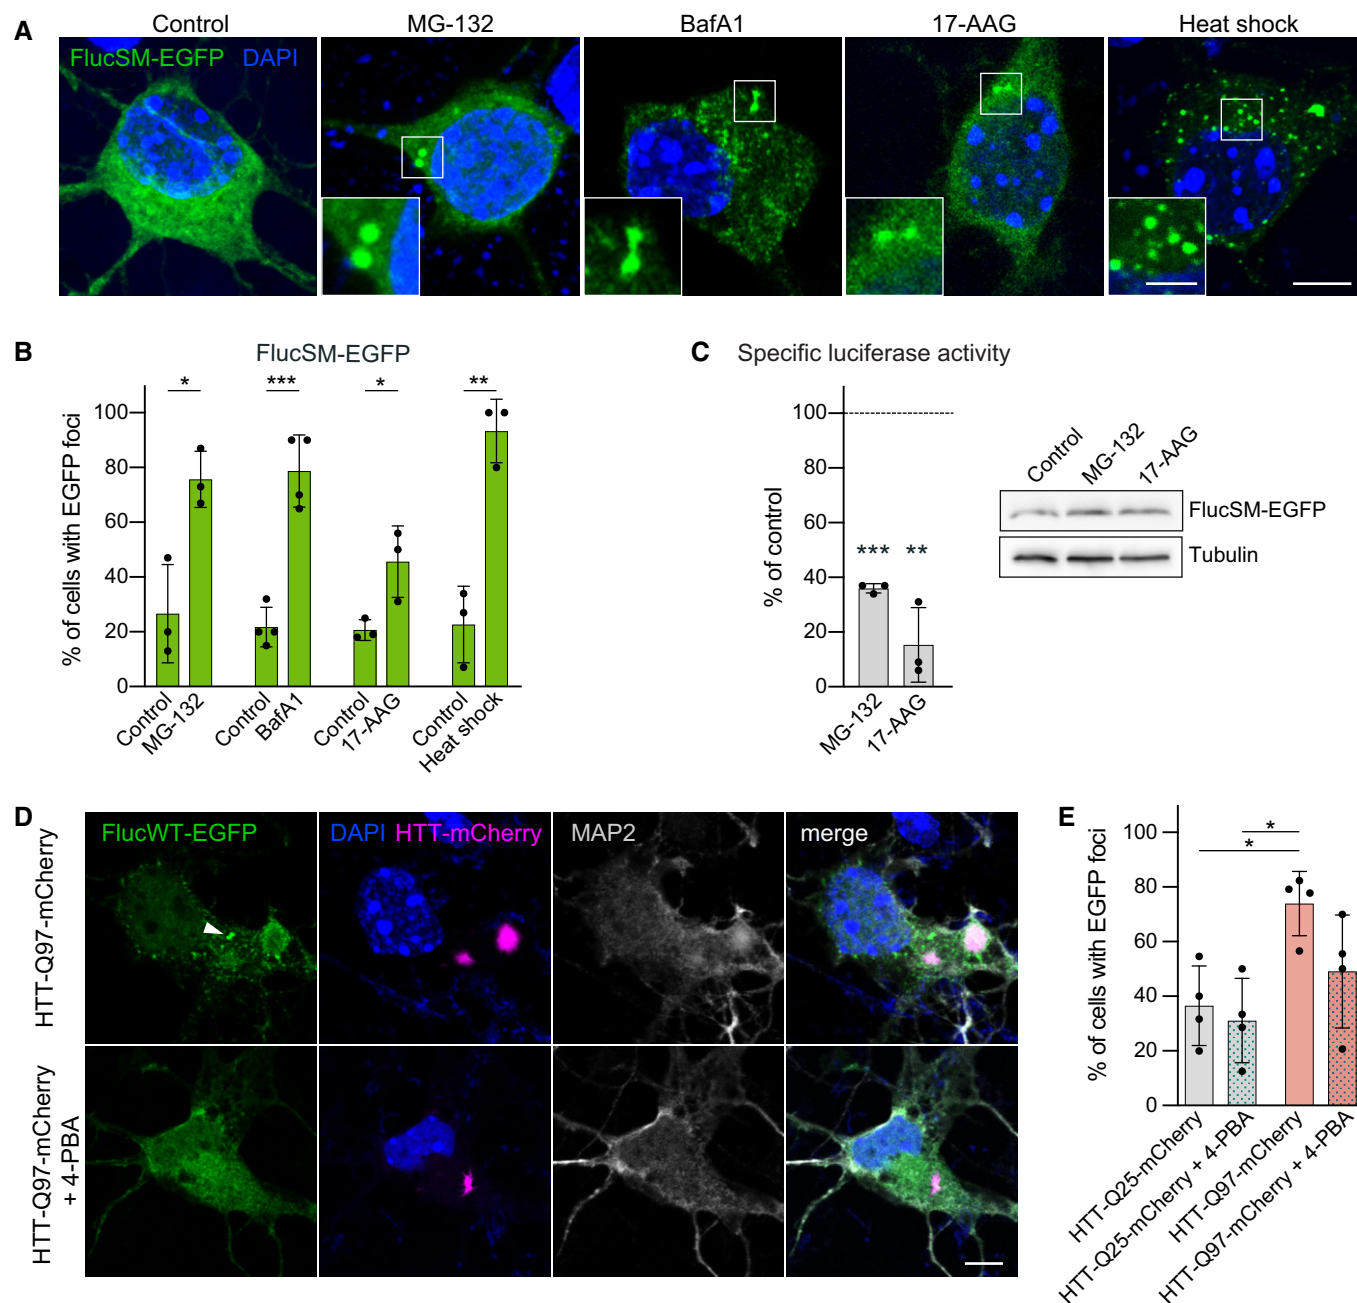 A
Control
MG-132
BafA1
17-AAG
Heat shock
FlucSM-EGFP DAPI
B
FlucSM-EGFP
% of cells with EGFP foci
100
80
60
40
20
0
*
***
*
**
Control
MG-132
Control
BafA1
Control
17-AAG
Control
Heat shock
C
Specific luciferase activity
% of control
100
80
60
40
20
0
***
**
MG-132
17-AAG
Control
MG-132
17-AAG
FlucSM-EGFP
Tubulin
D
HTT-Q97-mCherry
FlucWT-EGFP
DAPI HTT-mCherry
MAP2
merge
HTT-Q97-mCherry
+ 4-PBA
E
% of cells with EGFP foci
100
80
60
40
20
0
*
*
HTT-Q25-mCherry
HTT-Q25-mCherry + 4-PBA
HTT-Q97-mCherry
HTT-Q97-mCherry + 4-PBA